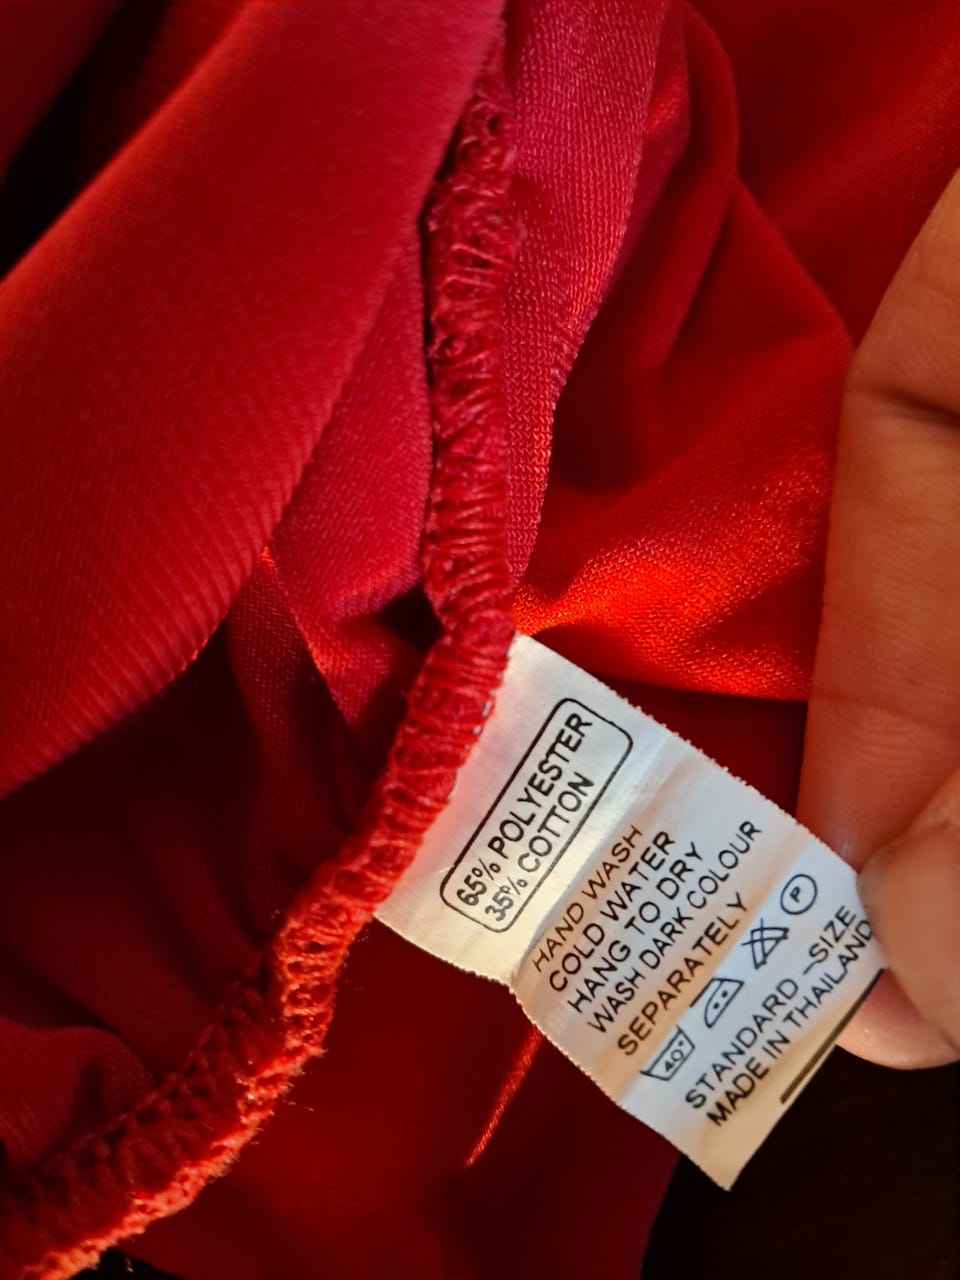 65% POLYESTER
35% COTTON
HAND WASH
COLD WATER
HANG TO DRY
WASH DARK COLOUR
SEPARATELY
40° P
STANDARD -SIZE
MADE IN THAILAND